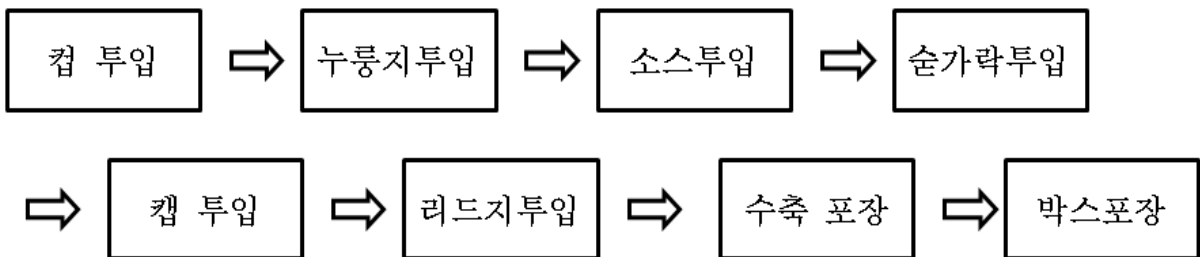 컵 투입 ⇨ 누룽지투입 ⇨ 소스투입 ⇨ 숟가락투입
⇨ 캡 투입 ⇨ 리드지투입 ⇨ 수축 포장 ⇨ 박스포장